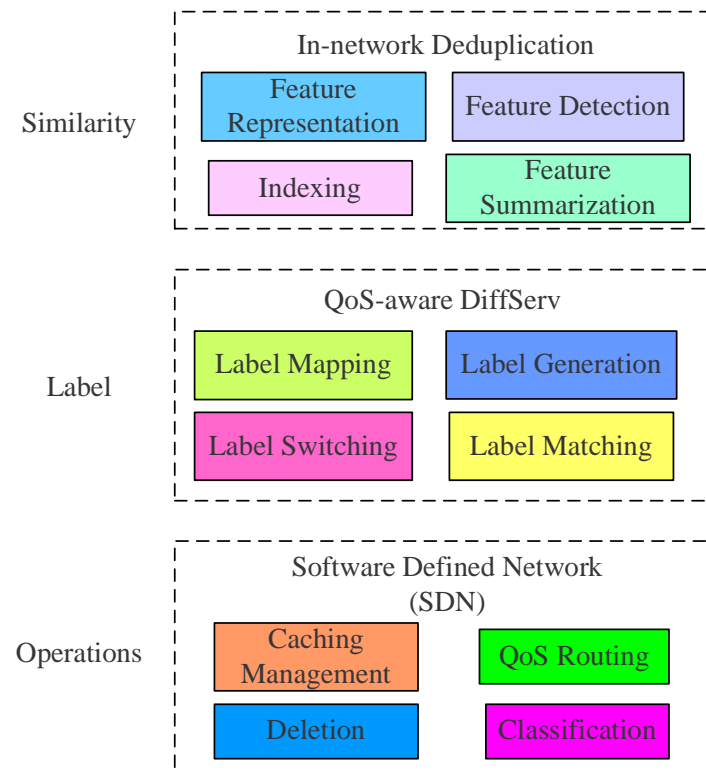 In-network Deduplication
Similarity
Feature
Representation
Feature Detection
Indexing
Feature
Summarization
QoS-aware DiffServ
Label
Label Mapping
Label Generation
Label Switching
Label Matching
Software Defined Network
(SDN)
Operations
Caching
Management
QoS Routing
Deletion
Classification